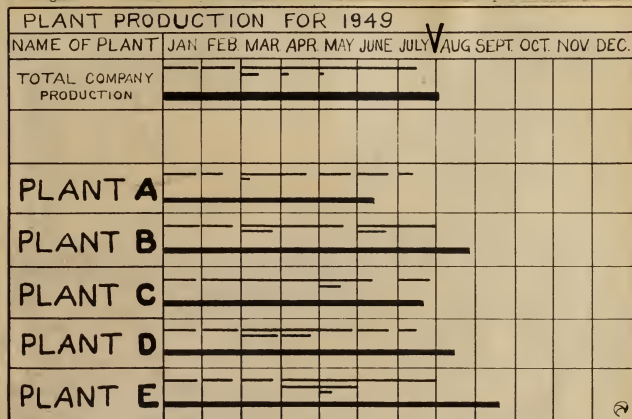 PLANT PRODUCTION FOR 1949
NAME OF PLANT JAN FEB. MAR APR. MAY JUNE JULY AUG SEPT. OCT. NOV DEC.
TOTAL COMPANY
PRODUCTION
PLANT A
PLANT B
PLANT C
PLANT D
PLANT E